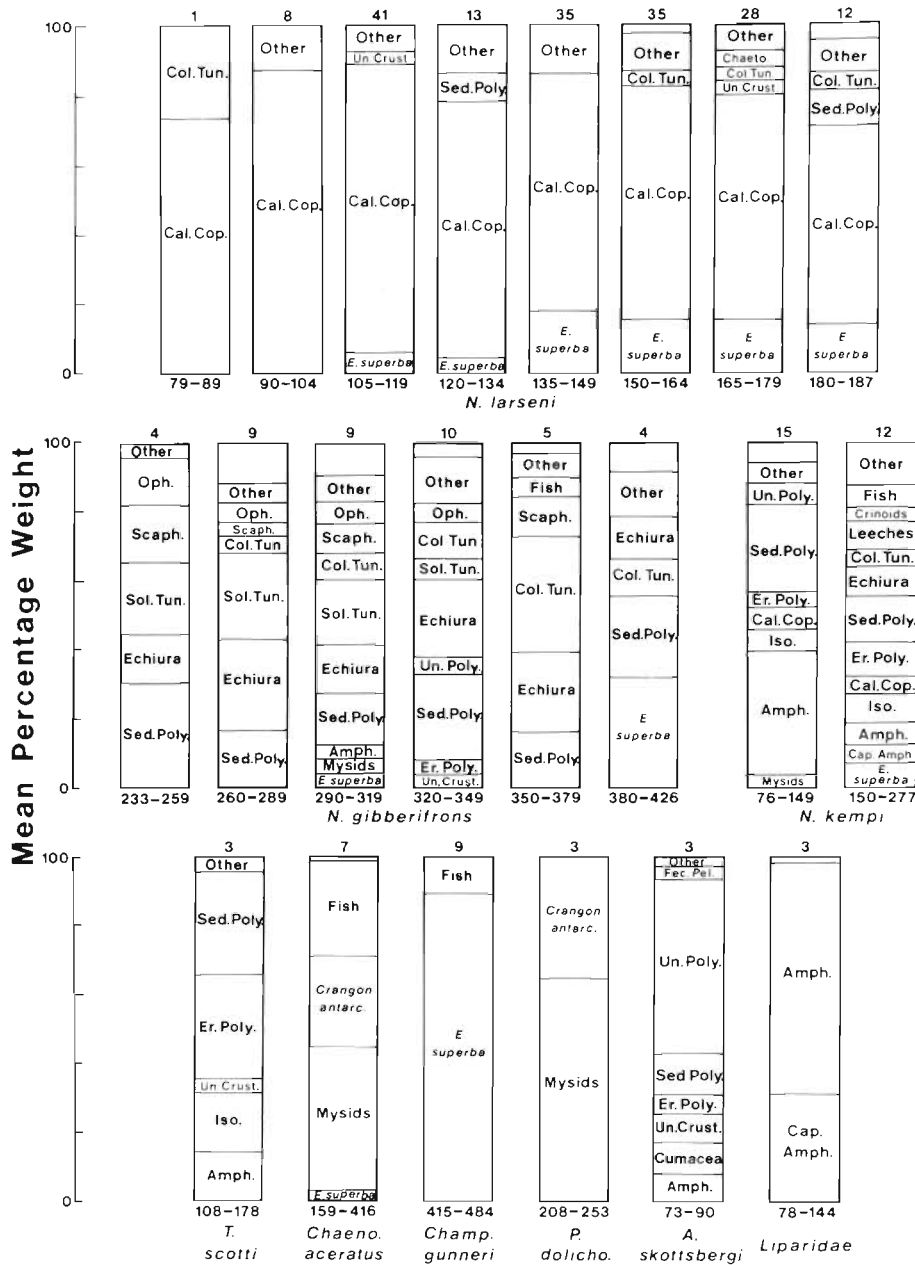 Mean Percentage Weight
100
0
1
Col. Tun.
Cal. Cop.
79–89
8
Other
Cal. Cop.
90–104
41
Other
Un Crust
Cal. Cop.
E. superba
105–119
13
Other
Sed. Poly
Cal. Cop.
E. superba
120–134
35
Other
Cal. Cop.
E.
superba
135–149
35
Other
Col. Tun.
Cal. Cop.
E.
superba
150–164
28
Other
Chaeto.
Col Tun
Un Crust
Cal. Cop.
E
superba
165–179
12
Other
Col. Tun.
Sed. Poly.
Cal. Cop.
E
superba
180–187
N. larseni
100
0
4
Other
Oph.
Scaph.
Sol. Tun.
Echiura
Sed. Poly.
233–259
9
Other
Oph.
Scaph.
Col. Tun
Sol. Tun.
Echiura
Sed. Poly.
260–289
9
Other
Oph.
Scaph.
Col. Tun.
Sol. Tun.
Echiura
Sed. Poly
Amph.
Mysids
E superba
290–319
10
Other
Oph.
Col Tun
Sol. Tun.
Echiura
Un. Poly.
Sed. Poly
Er. Poly.
Un. Crust.
320–349
5
Other
Fish
Scaph.
Col. Tun.
Echiura
Sed. Poly
350–379
4
Other
Echiura
Col. Tun.
Sed. Poly.
E
superba
380–426
N. gibberifrons
15
Other
Un. Poly.
Sed. Poly.
Er. Poly.
Cal. Cop.
Iso.
Amph.
Mysids
76–149
12
Other
Fish
Crinoids
Leeches
Col. Tun.
Echiura
Sed. Poly.
Er. Poly.
Cal. Cop.
Iso.
Amph.
Cap. Amph
E.
superba
150–277
N. kempi
100
0
3
Other
Sed. Poly
Er. Poly.
Un Crust.
Iso.
Amph.
108–178
T.
scotti
7
Fish
Crangon
antarc.
Mysids
E. superba
159–416
Chaeno.
aceratus
9
Fish
E
superba
415–484
Champ.
gunneri
3
Crangon
antarc.
Mysids
208–253
P.
dolicho.
3
Other
Fec. Pel.
Un. Poly.
Sed Poly.
Er. Poly.
Un. Crust.
Cumacea
Amph.
73–90
A.
skottsbergi
3
Amph.
Cap.
Amph.
78–144
Liparidae